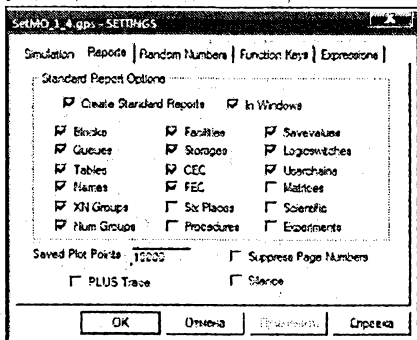 SetMO_1_4.gps - SETTINGS
Simulation Reports Random Numbers Function Keys Expressions
Standard Report Options
Create Standard Reports In Windows
Blocks Facilities Savevalues
Queues Storages Logicswitches
Tables CEC Userchains
Names FEC Matrices
XN Groups Six Places Scientific
Num Groups Procedures Experiments
Saved Plot Points 10000 Suppress Page Numbers
PLUS Trace Silence
OK Отмена Применить Справка